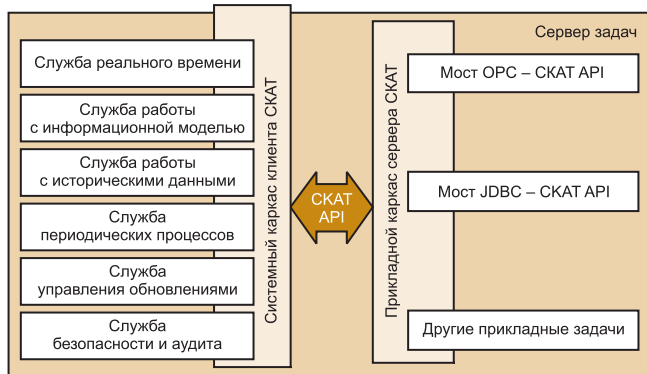 Сервер задач
Служба реального времени
Служба работы
с информационной моделью
Служба работы
с историческими данными
Служба
периодических процессов
Служба
управления обновлениями
Служба
безопасности и аудита
Системный каркас клиента СКАТ
СКАТ
API
Прикладной каркас сервера СКАТ
Мост OPC – СКАТ API
Мост JDBC – СКАТ API
Другие прикладные задачи